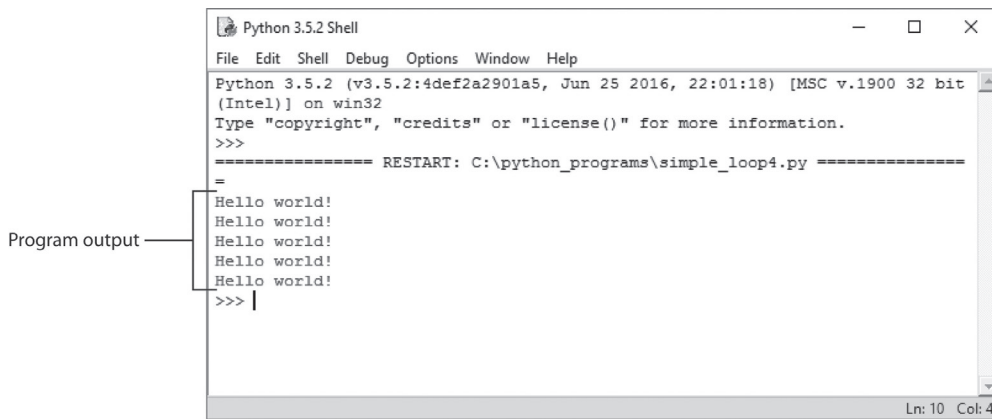 Python 3.5.2 Shell
File Edit Shell Debug Options Window Help
Python 3.5.2 (v3.5.2:4def2a2901a5, Jun 25 2016, 22:01:18) [MSC v.1900 32 bit
(Intel)] on win32
Type "copyright", "credits" or "license()" for more information.
>>>
================ RESTART: C:\python_programs\simple_loop4.py ===============
=
Hello world!
Hello world!
Program output
Hello world!
Hello world!
Hello world!
>>>
Ln: 10 Col: 4